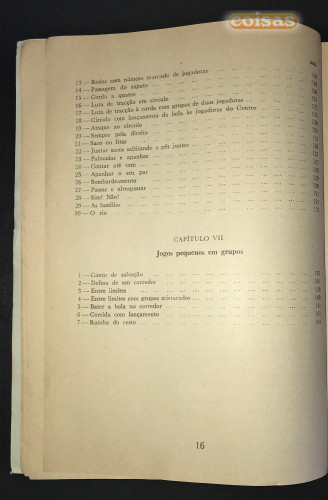 coisas
13 — Rodas com número marcado de jogadores
14 — Passagem do sapato
15 — Corda a quatro
16 — Luta de tracção em círculo
17 — Luta de tracção à corda com grupos de duas jogadoras
18 — Círculo com lançamento da bola às jogadoras do Centro
19 — Ataque ao círculo
20 — Sempre pela direita
21 — Saco ou fitas
22 — Juntar sacos saltitando a pés juntos
23 — Palmadas e apanhar
24 — Contar até cem
25 — Apanhar o seu par
26 — Bombardeamento
27 — Passar e ultrapassar
28 — Sim! Não!
29 — As famílias
30 — O rio
CAPÍTULO VII
Jogos pequenos em grupos
1 — Canto de salvação
2 — Defesa de um corredor
3 — Entre limites
4 — Entre limites com grupos misturados
5 — Bater a bola no corredor
6 — Corrida com lançamento
7 — Rainha do cesto
16